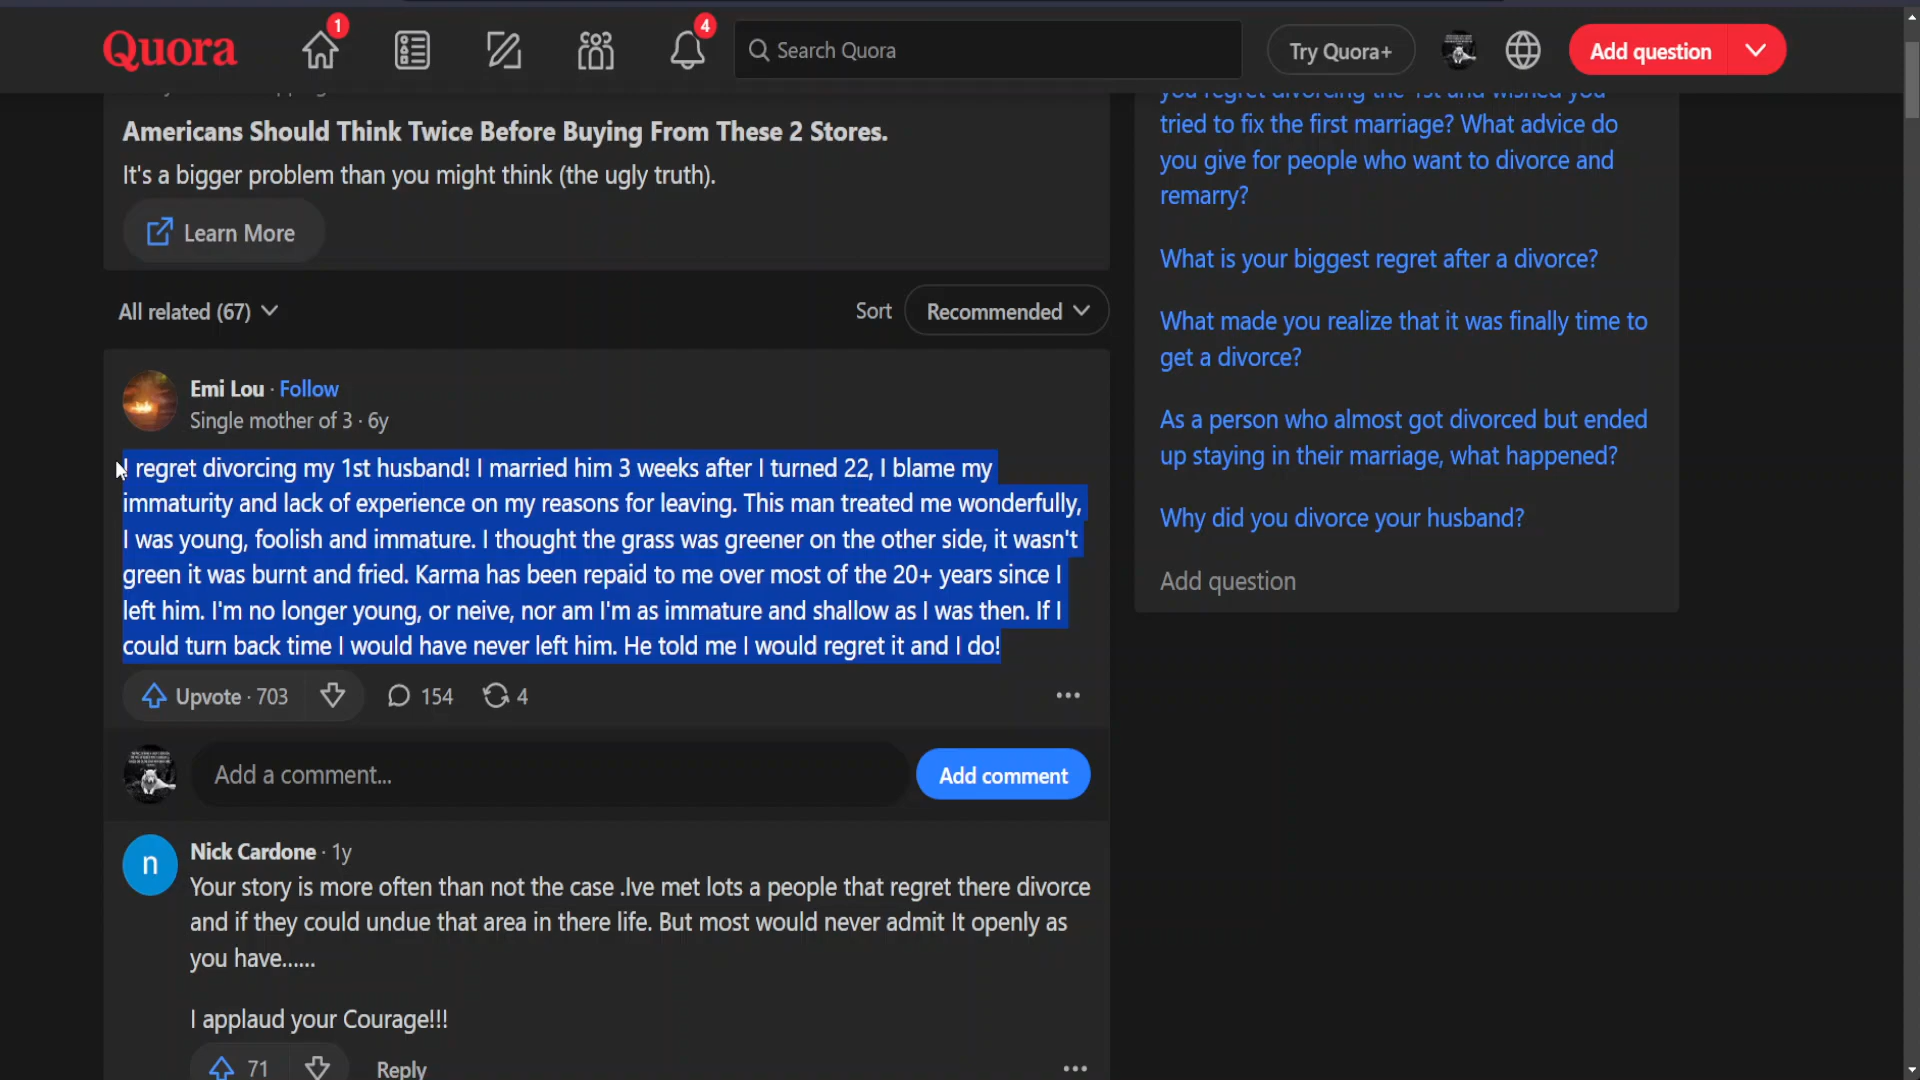 Quora
1
4
Search Quora
Try Quora+
Add question
Americans Should Think Twice Before Buying From These 2 Stores.
It's a bigger problem than you might think (the ugly truth).
Learn More
All related (67)
Sort
Recommended
Emi Lou · Follow
Single mother of 3 · 6y
I regret divorcing my 1st husband! I married him 3 weeks after I turned 22, I blame my
immaturity and lack of experience on my reasons for leaving. This man treated me wonderfully,
I was young, foolish and immature. I thought the grass was greener on the other side, it wasn't
green it was burnt and fried. Karma has been repaid to me over most of the 20+ years since I
left him. I'm no longer young, or neive, nor am I'm as immature and shallow as I was then. If I
could turn back time I would have never left him. He told me I would regret it and I do!
Upvote · 703
154
4
Add a comment...
Add comment
n
Nick Cardone · 1y
Your story is more often than not the case .Ive met lots a people that regret there divorce
and if they could undue that area in there life. But most would never admit It openly as
you have......
I applaud your Courage!!!
71
Reply
you regret divorcing the 1st and wished you
tried to fix the first marriage? What advice do
you give for people who want to divorce and
remarry?
What is your biggest regret after a divorce?
What made you realize that it was finally time to
get a divorce?
As a person who almost got divorced but ended
up staying in their marriage, what happened?
Why did you divorce your husband?
Add question